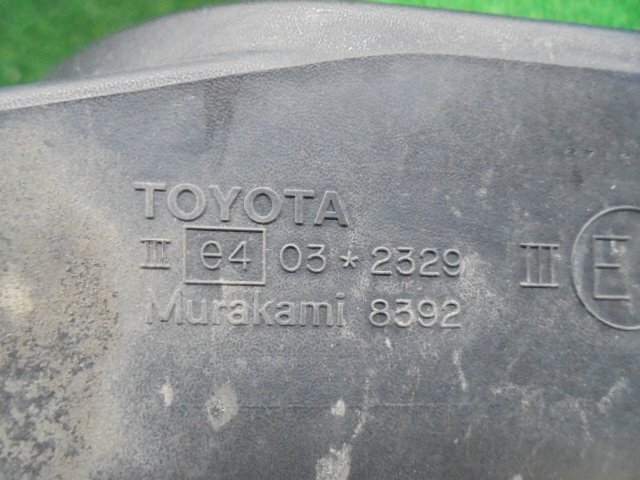 TOYOTA
II e4 03 * 2329 III E
Murakami 8392